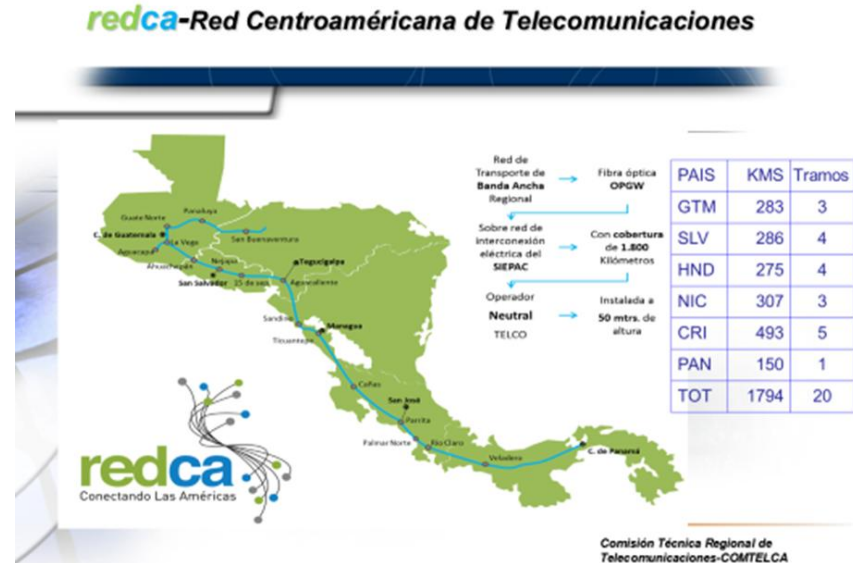 redca-Red Centroaméricana de Telecomunicaciones
Red de
Transporte de
Banda Ancha
Regional
Fibra óptica
OPGW
Sobre red de
interconexión
eléctrica del
SIEPAC
Con cobertura
de 1.800
Kilómetros
Operador
Neutral
TELCO
Instalada a
50 mtrs. de
altura
PAIS KMS Tramos
GTM 283 3
SLV 286 4
HND 275 4
NIC 307 3
CRI 493 5
PAN 150 1
TOT 1794 20
Guate Norte
Panaluya
C. de Guatemala
La Vega
San Buenaventura
Aguacapa
Ahuachapán
Nejapa
Tegucigalpa
San Salvador
15 de sep.
Aguacaliente
Sandino
Managua
Ticuantepe
Cañas
San José
Parrita
Palmar Norte
Río Claro
Veladero
C. de Panamá
redca
Conectando Las Américas
Comisión Técnica Regional de
Telecomunicaciones-COMTELCA